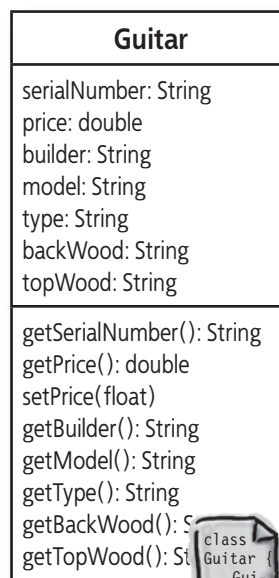 Guitar
serialNumber: String
price: double
builder: String
model: String
type: String
backWood: String
topWood: String
getSerialNumber(): String
getPrice(): double
setPrice(float)
getBuilder(): String
getModel(): String
getType(): String
getBackWood(): S
getTopWood(): St
class
Guitar {
Gui